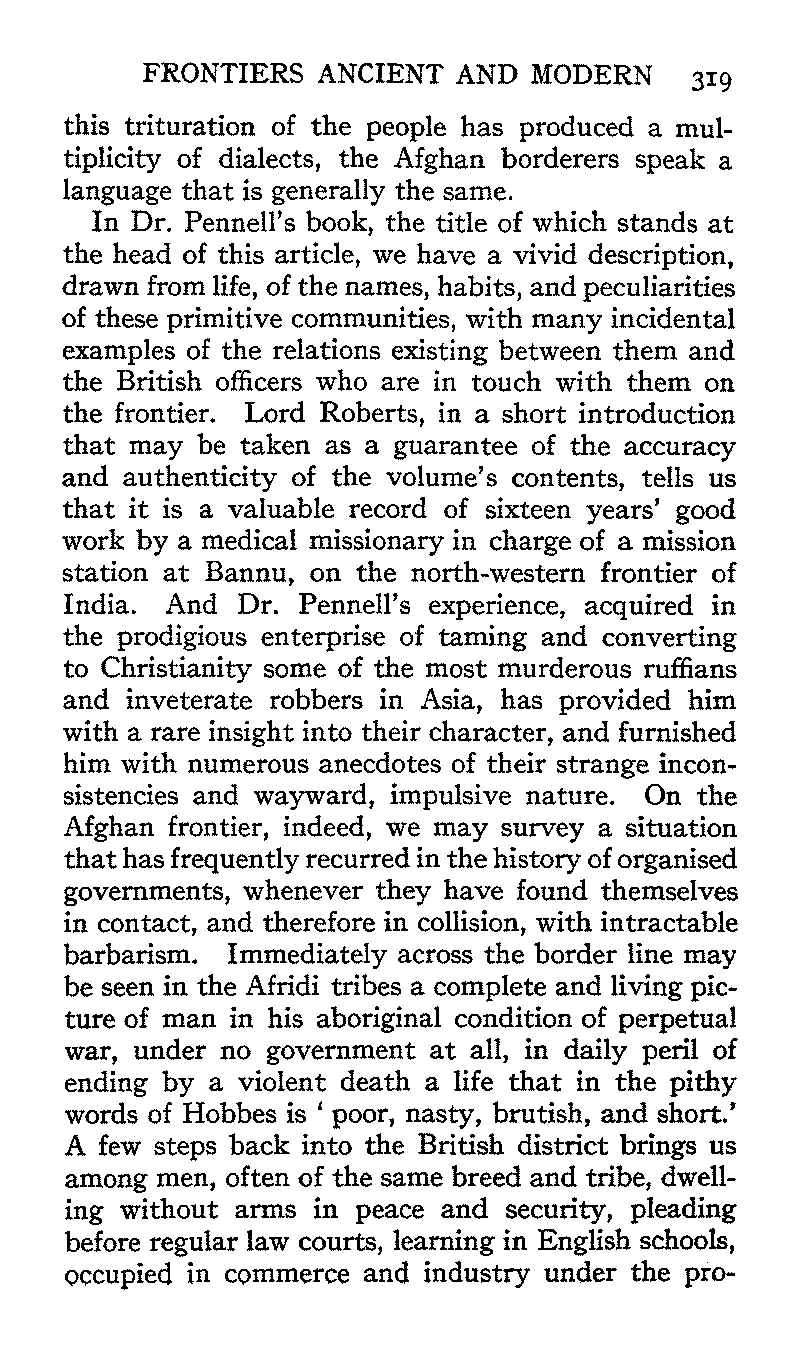 FRONTIERS ANCIENT AND MODERN 319
this trituration of the people has produced a mul-
tiplicity of dialects, the Afghan borderers speak a
language that is generally the same.
In Dr. Pennell's book, the title of which stands at
the head of this article, we have a vivid description,
drawn from life, of the names, habits, and peculiarities
of these primitive communities, with many incidental
examples of the relations existing between them and
the British officers who are in touch with them on
the frontier. Lord Roberts, in a short introduction
that may be taken as a guarantee of the accuracy
and authenticity of the volume's contents, tells us
that it is a valuable record of sixteen years' good
work by a medical missionary in charge of a mission
station at Bannu, on the north-western frontier of
India. And Dr. Pennell's experience, acquired in
the prodigious enterprise of taming and converting
to Christianity some of the most murderous ruffians
and inveterate robbers in Asia, has provided him
with a rare insight into their character, and furnished
him with numerous anecdotes of their strange incon-
sistencies and wayward, impulsive nature. On the
Afghan frontier, indeed, we may survey a situation
that has frequently recurred in the history of organised
governments, whenever they have found themselves
in contact, and therefore in collision, with intractable
barbarism. Immediately across the border line may
be seen in the Afridi tribes a complete and living pic-
ture of man in his aboriginal condition of perpetual
war, under no government at all, in daily peril of
ending by a violent death a life that in the pithy
words of Hobbes is ' poor, nasty, brutish, and short.'
A few steps back into the British district brings us
among men, often of the same breed and tribe, dwell-
ing without arms in peace and security, pleading
before regular law courts, learning in English schools,
occupied in commerce and industry under the pro-